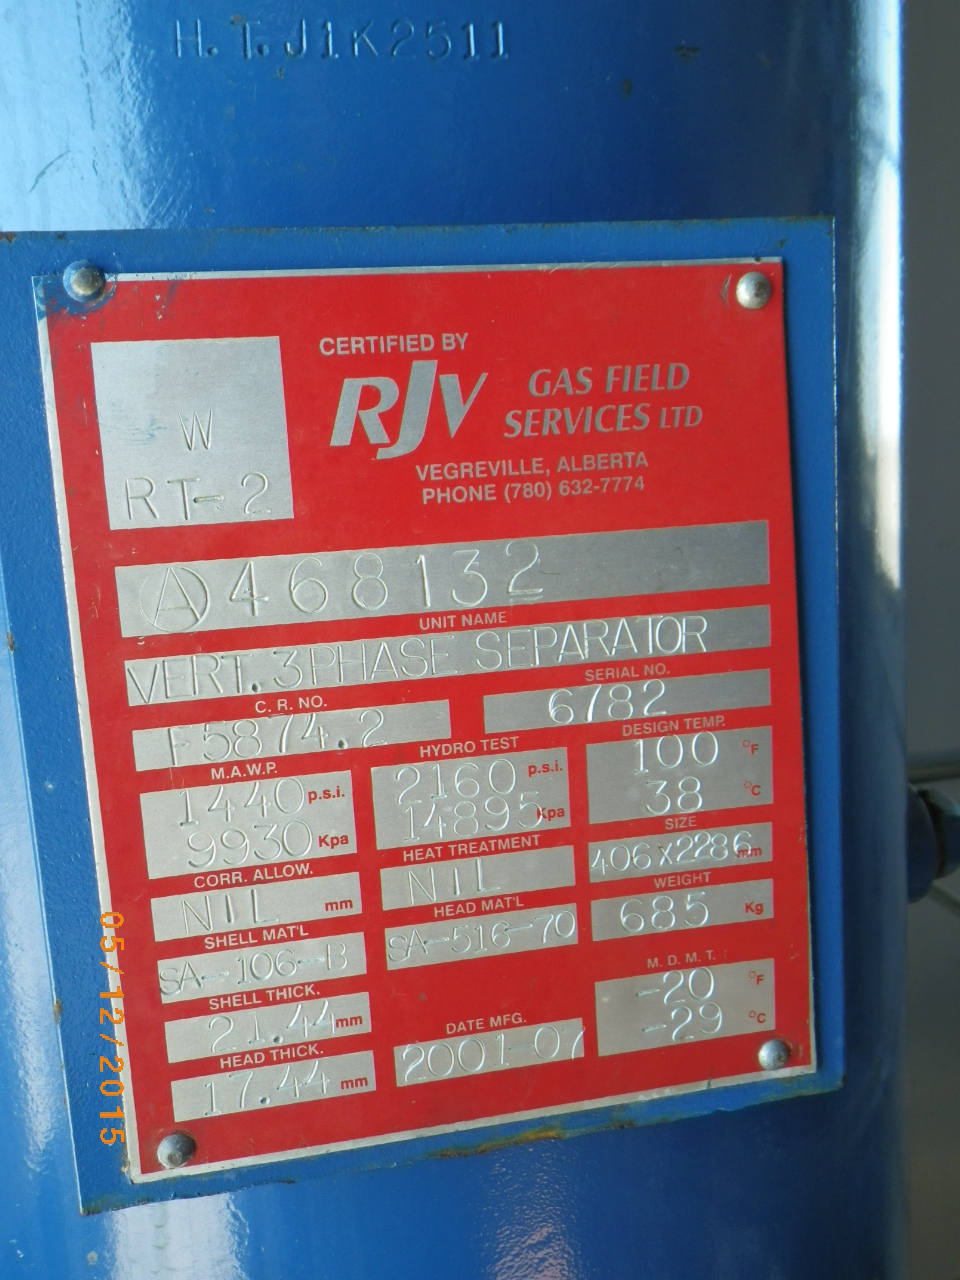 H.T.J1K2511
CERTIFIED BY
RJV GAS FIELD
SERVICES LTD
VEGREVILLE, ALBERTA
PHONE (780) 632-7774
W
RT-2
A 468132
UNIT NAME
VERT. 3 PHASE SEPARATOR
C. R. NO.
SERIAL NO.
F5874.2
6782
M.A.W.P.
HYDRO TEST
DESIGN TEMP.
1440 p.s.i.
2160 p.s.i.
100 °F
9930 Kpa
14895 Kpa
38 °C
CORR. ALLOW.
HEAT TREATMENT
SIZE
NIL mm
NIL
406X2286 mm
SHELL MAT'L
HEAD MAT'L
WEIGHT
SA-106-B
SA-516-70
685 Kg
SHELL THICK.
M. D. M. T.
21.44 mm
-20 °F
-29 °C
HEAD THICK.
DATE MFG.
17.44 mm
2001-07
05/12/2015